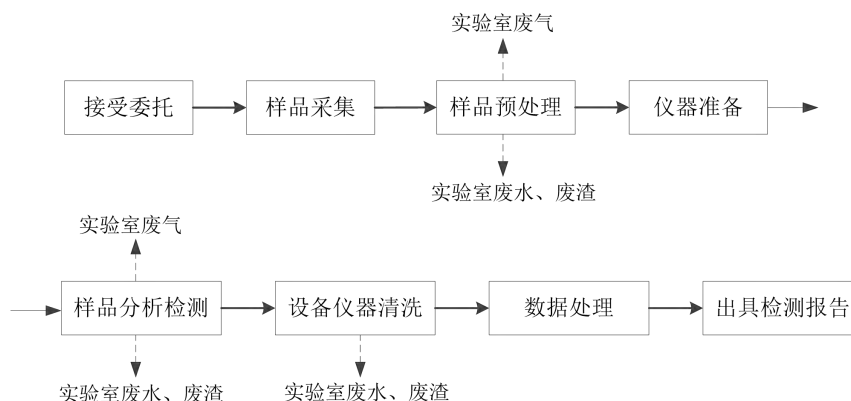 实验室废气
接受委托
样品采集
样品预处理
仪器准备
实验室废水、废渣
实验室废气
样品分析检测
设备仪器清洗
数据处理
出具检测报告
实验室废水、废渣
实验室废水、废渣